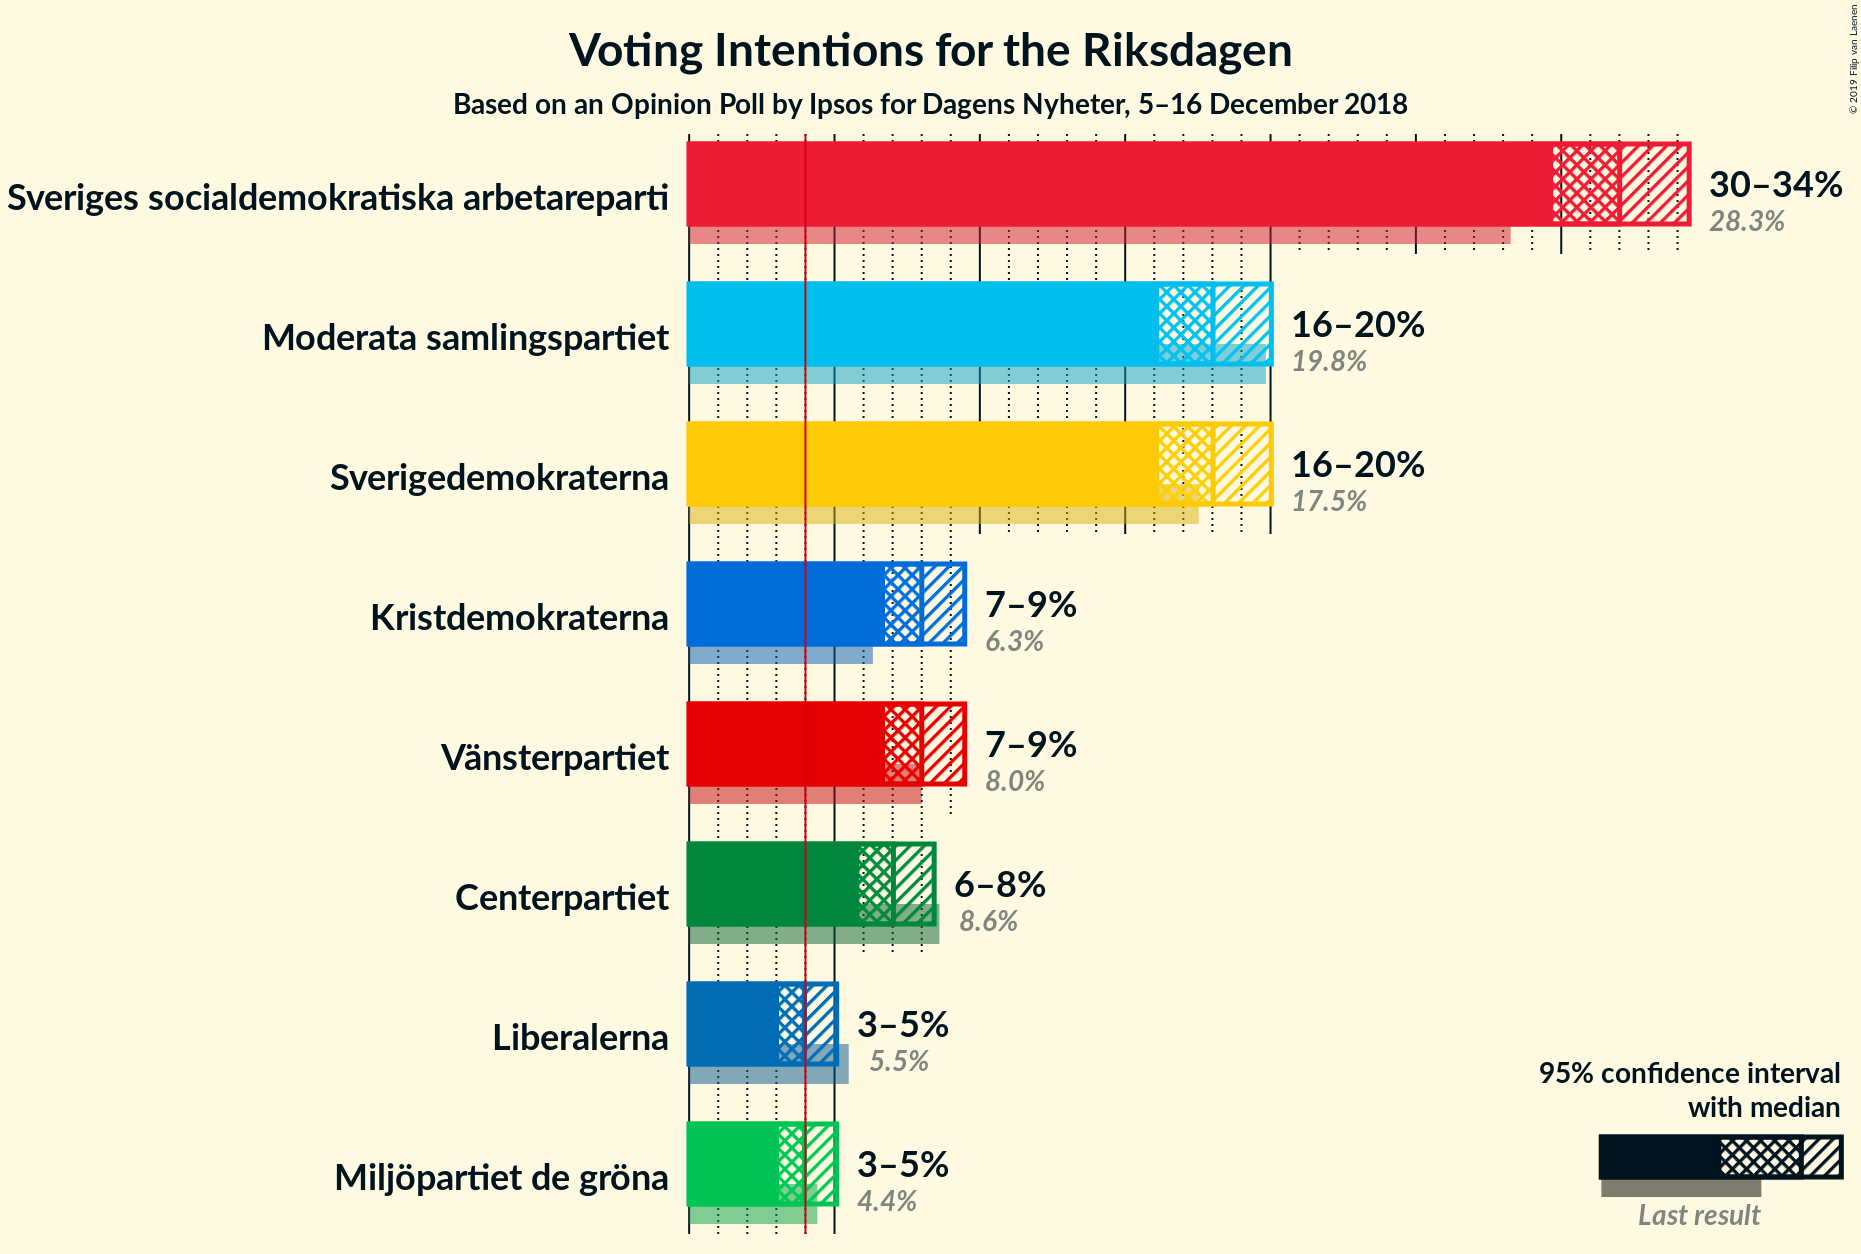 Voting Intentions for the Riksdagen
Based on an Opinion Poll by Ipsos for Dagens Nyheter, 5–16 December 2018
© 2019 Filip van Laenen
Sveriges socialdemokratiska arbetareparti
30–34%
28.3%
Moderata samlingspartiet
16–20%
19.8%
Sverigedemokraterna
16–20%
17.5%
Kristdemokraterna
7–9%
6.3%
Vänsterpartiet
7–9%
8.0%
Centerpartiet
6–8%
8.6%
Liberalerna
3–5%
5.5%
Miljöpartiet de gröna
3–5%
4.4%
95% confidence interval
with median
Last result